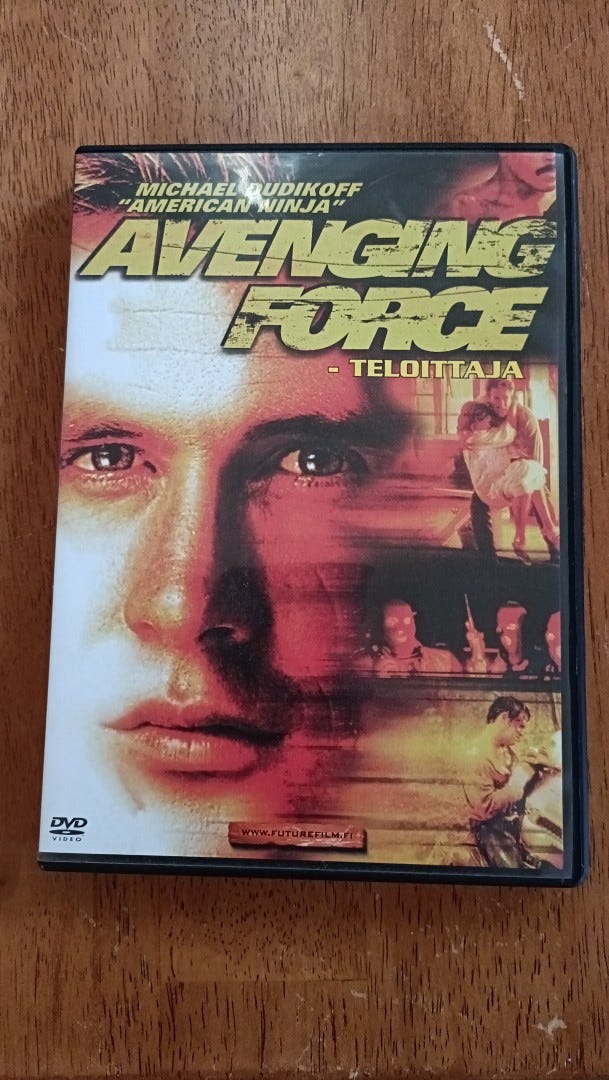 MICHAEL DUDIKOFF
"AMERICAN NINJA"
AVENGING
FORCE
- TELOITTAJA
DVD
VIDEO
WWW.FUTUREFILM.FI